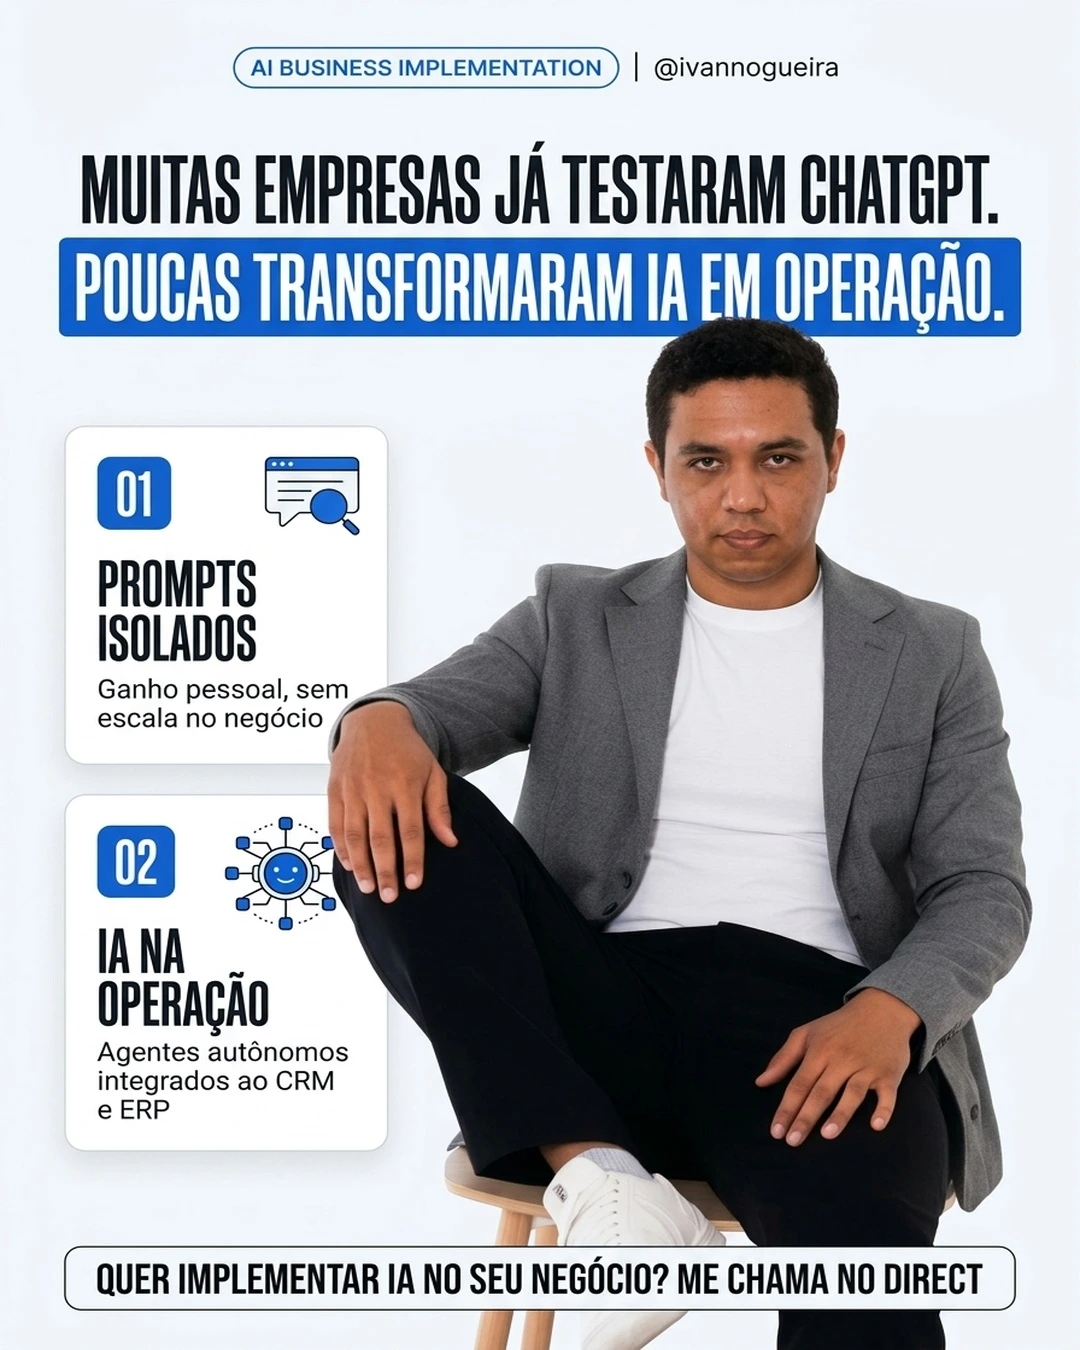 AI BUSINESS IMPLEMENTATION | @ivannogueira
MUITAS EMPRESAS JÁ TESTARAM CHATGPT.
POUCAS TRANSFORMARAM IA EM OPERAÇÃO.
01
PROMPTS
ISOLADOS
Ganho pessoal, sem
escala no negócio
02
IA NA
OPERAÇÃO
Agentes autônomos
integrados ao CRM
e ERP
QUER IMPLEMENTAR IA NO SEU NEGÓCIO? ME CHAMA NO DIRECT